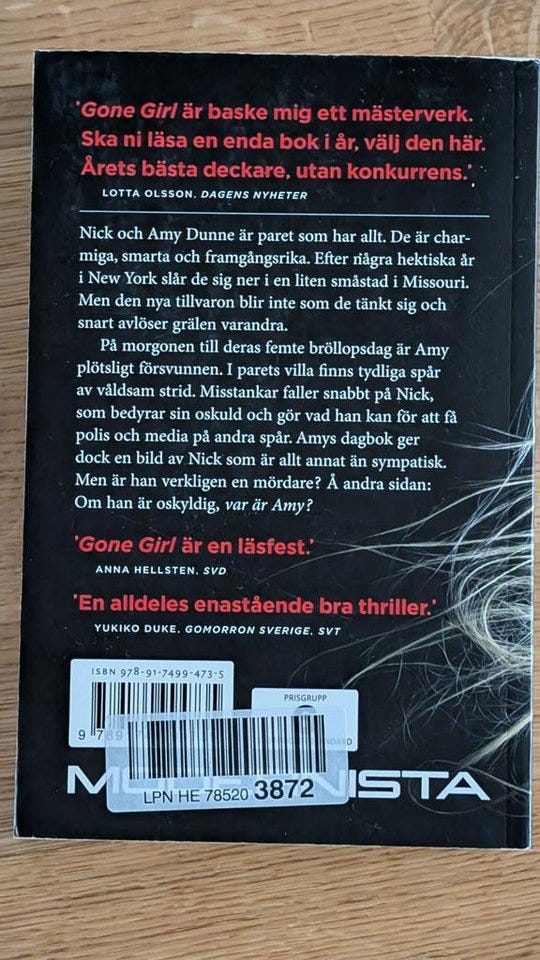 'Gone Girl är baske mig ett mästerverk.
Ska ni läsa en enda bok i år, välj den här.
Årets bästa deckare, utan konkurrens.'
LOTTA OLSSON, DAGENS NYHETER
Nick och Amy Dunne är paret som har allt. De är char-
miga, smarta och framgångsrika. Efter några hektiska år
i New York slår de sig ner i en liten småstad i Missouri.
Men den nya tillvaron blir inte som de tänkt sig och
snart avlöser grälen varandra.
På morgonen till deras femte bröllopsdag är Amy
plötsligt försvunnen. I parets villa finns tydliga spår
av våldsam strid. Misstankar faller snabbt på Nick,
som bedyrar sin oskuld och gör vad han kan för att få
polis och media på andra spår. Amys dagbok ger
dock en bild av Nick som är allt annat än sympatisk.
Men är han verkligen en mördare? Å andra sidan:
Om han är oskyldig, var är Amy?
'Gone Girl är en läsfest.'
ANNA HELLSTEN, SVD
'En alldeles enastående bra thriller.'
YUKIKO DUKE, GOMORRON SVERIGE, SVT
ISBN 978-91-7499-473-5
PRISGRUPP
9 789
LPN HE 78520 3872